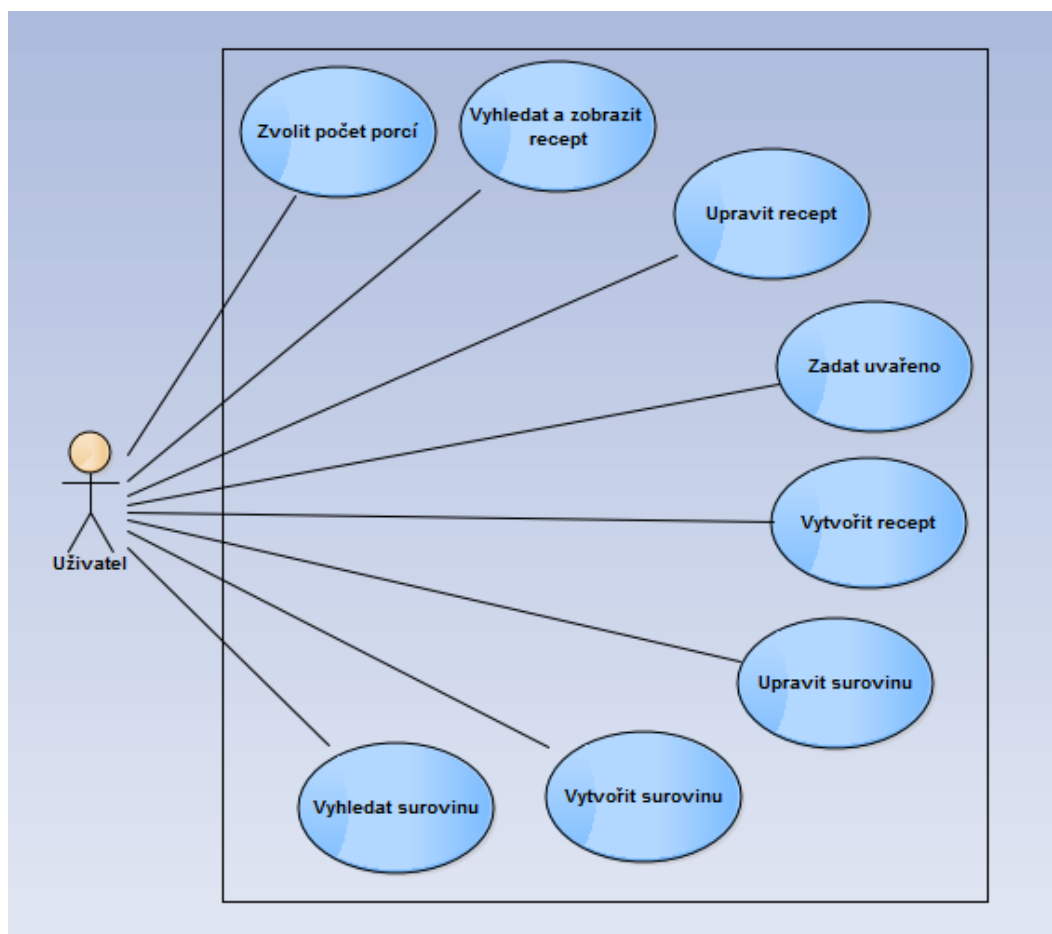 Zvolit počet porcí
Vyhledat a zobrazit
recept
Upravit recept
Zadat uvařeno
Vytvořit recept
Uživatel
Upravit surovinu
Vytvořit surovinu
Vyhledat surovinu